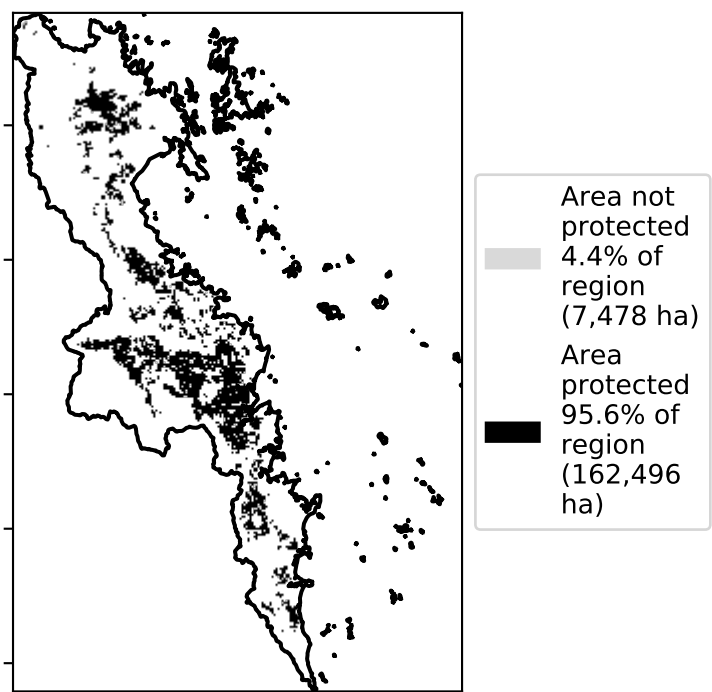 Area not
protected
4.4% of
region
(7,478 ha)
Area
protected
95.6% of
region
(162,496
ha)